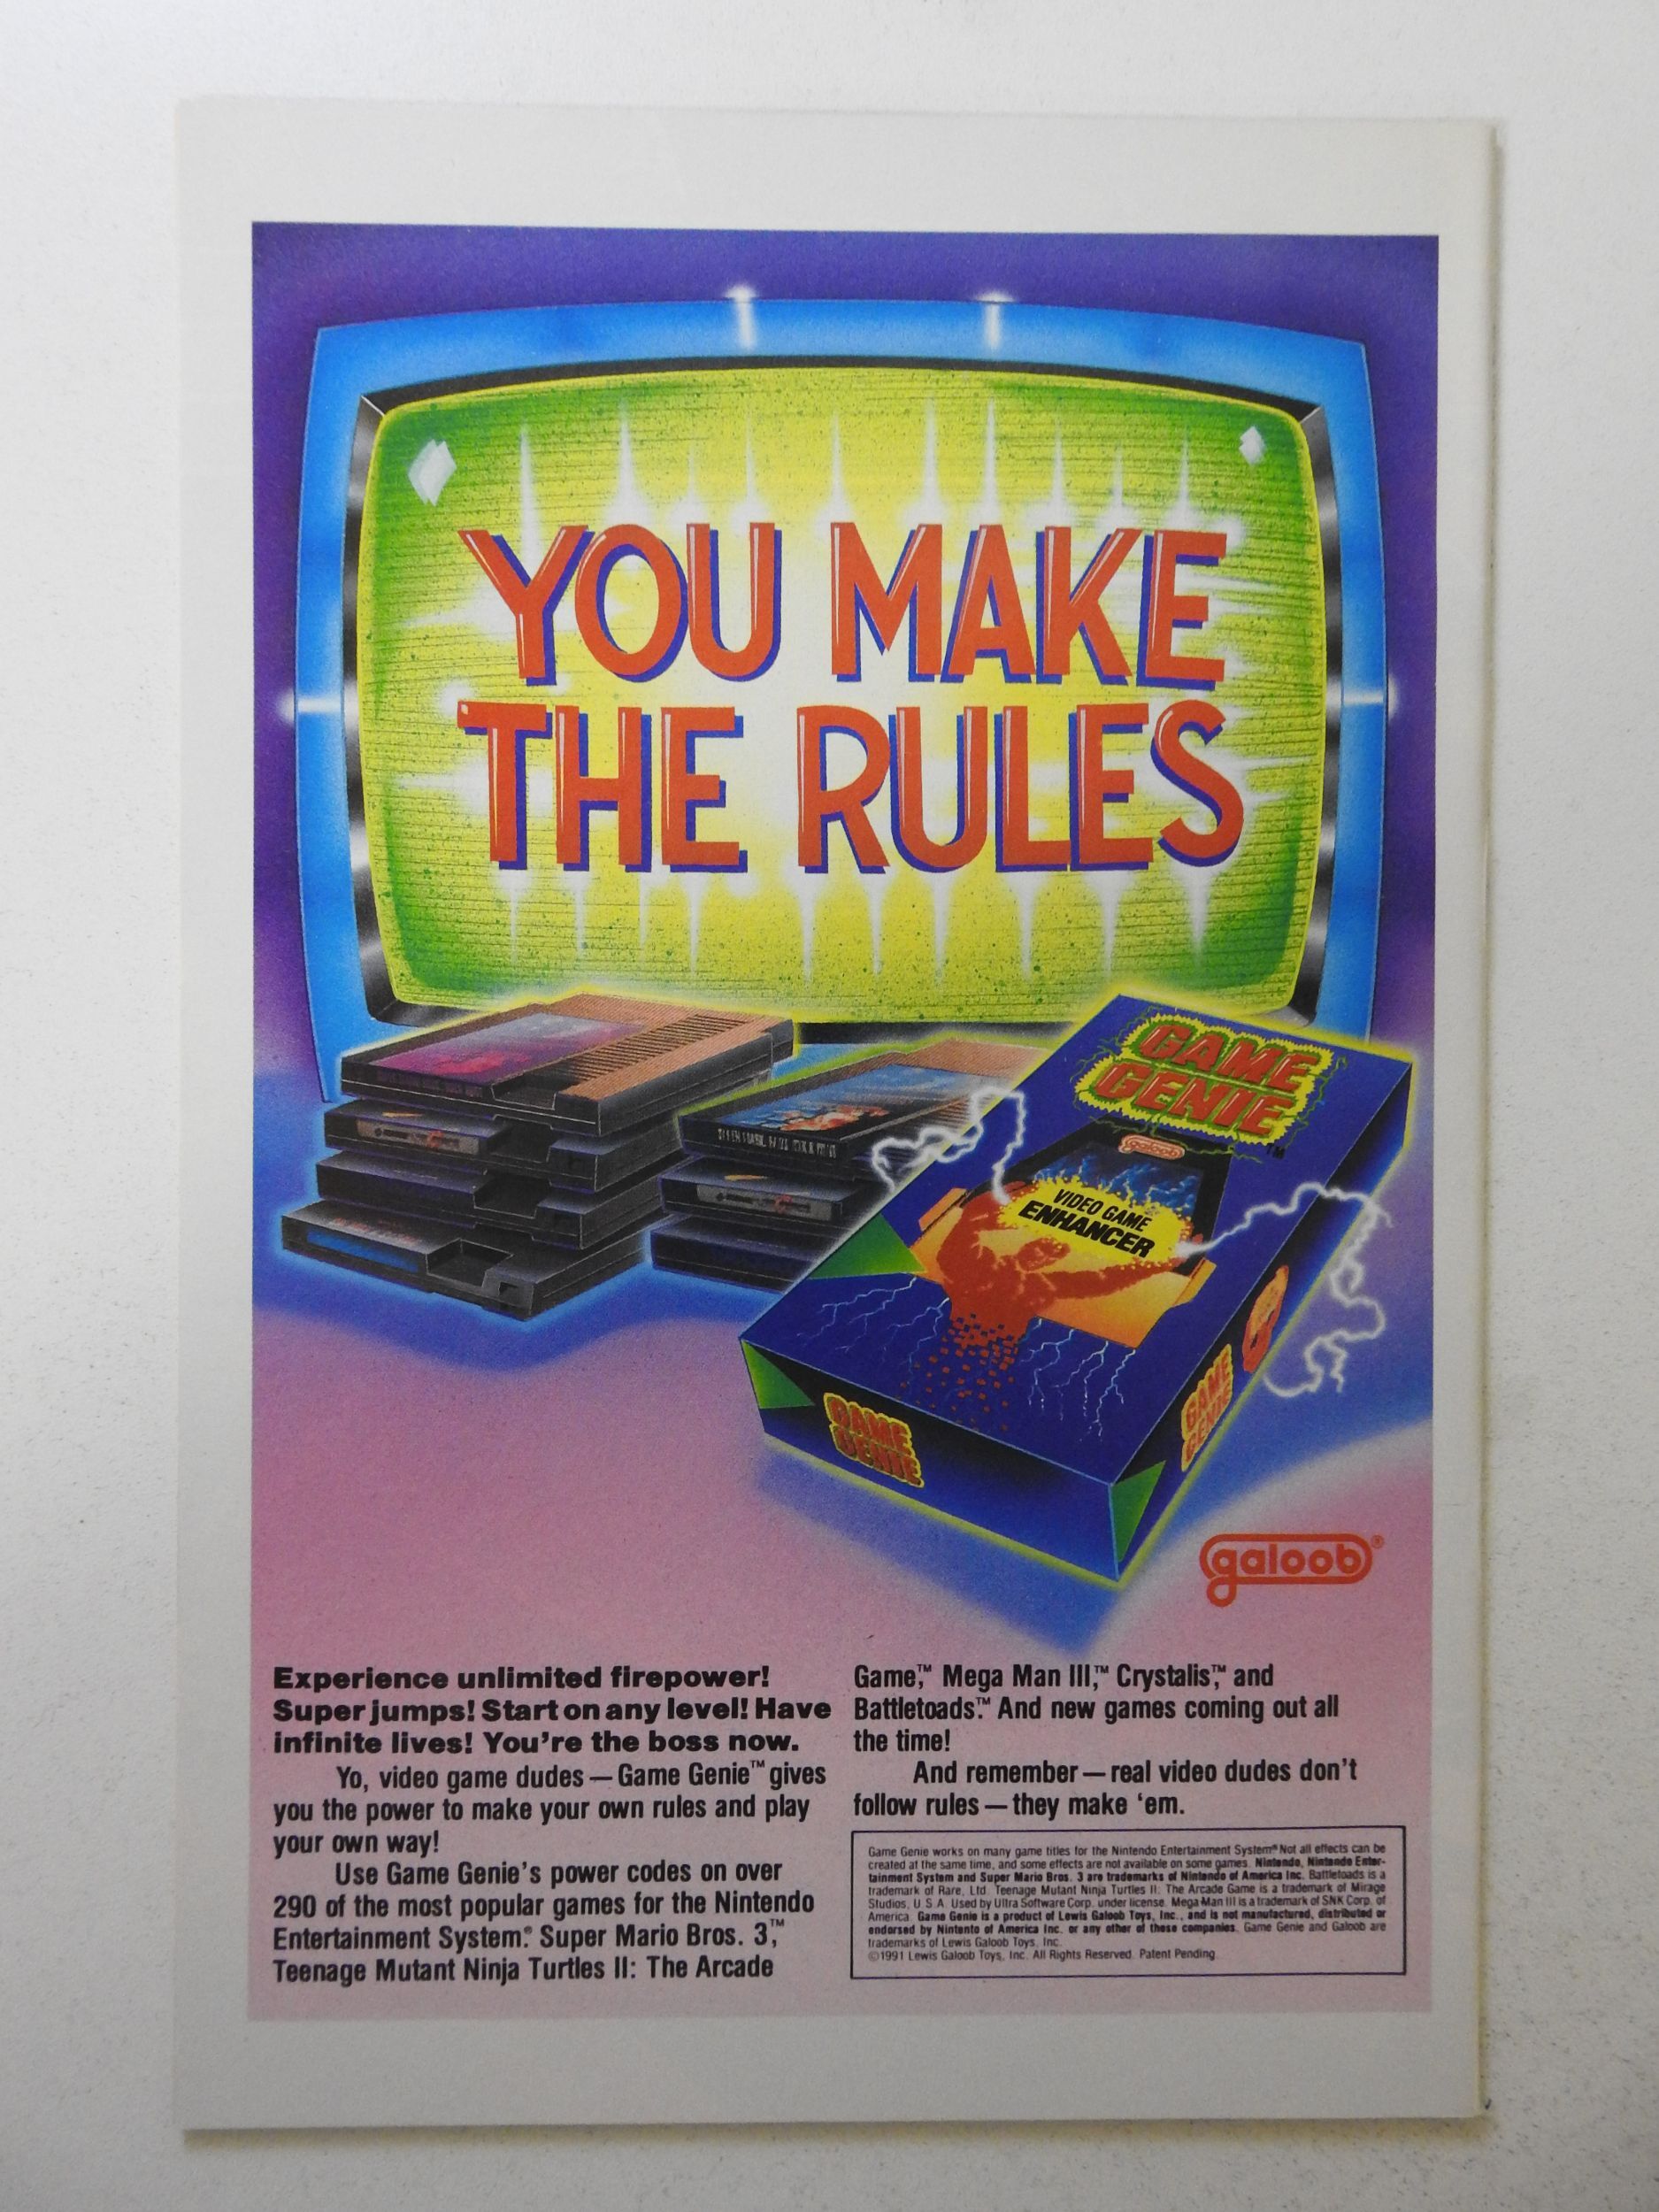 YOU MAKE
THE RULES
GAME
GENIE
TM
galoob
VIDEO GAME
ENHANCER
GAME
GENIE
GAME
GENIE
galoob®
Experience unlimited firepower!
Super jumps! Start on any level! Have
infinite lives! You're the boss now.
Yo, video game dudes — Game Genie™ gives
you the power to make your own rules and play
your own way!
Use Game Genie's power codes on over
290 of the most popular games for the Nintendo
Entertainment System.® Super Mario Bros. 3,™
Teenage Mutant Ninja Turtles II: The Arcade
Game,™ Mega Man III,™ Crystalis,™ and
Battletoads.™ And new games coming out all
the time!
And remember — real video dudes don't
follow rules — they make 'em.
Game Genie works on many game titles for the Nintendo Entertainment System.® Not all effects can be
created at the same time, and some effects are not available on some games. Nintendo, Nintendo Enter-
tainment System and Super Mario Bros. 3 are trademarks of Nintendo of America Inc. Battletoads is a
trademark of Rare, Ltd. Teenage Mutant Ninja Turtles II: The Arcade Game is a trademark of Mirage
Studios, U.S.A. Used by Ultra Software Corp. under license. Mega Man III is a trademark of SNK Corp. of
America. Game Genie is a product of Lewis Galoob Toys, Inc., and is not manufactured, distributed or
endorsed by Nintento of America Inc. or any other of these companies. Game Genie and Galoob are
trademarks of Lewis Galoob Toys, Inc.
©1991 Lewis Galoob Toys, Inc. All Rights Reserved. Patent Pending.